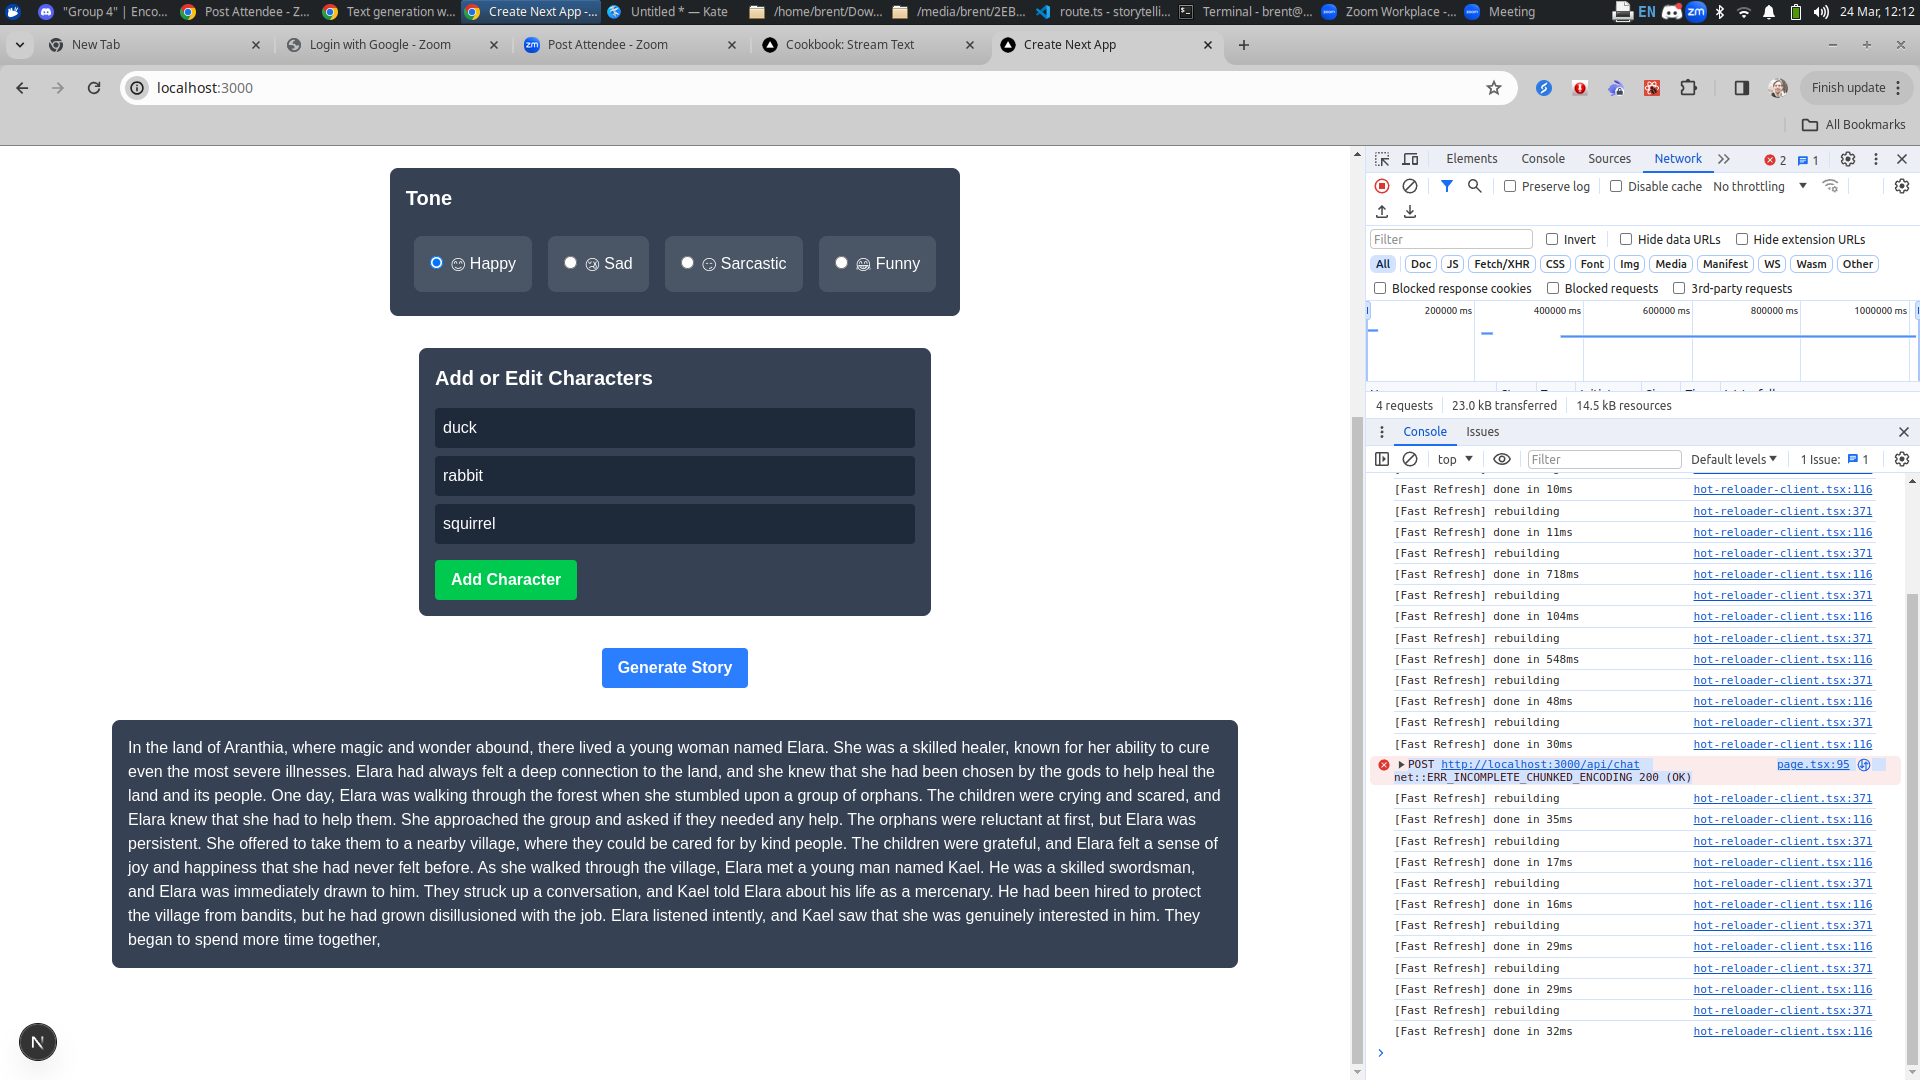 "Group 4" | Enco...
Post Attendee - Z...
Text generation w...
Create Next App -...
Untitled * — Kate
/home/brent/Dow...
/media/brent/2EB...
route.ts - storytelli...
Terminal - brent@...
Zoom Workplace -...
Meeting
EN
24 Mar, 12:12
New Tab
Login with Google - Zoom
Post Attendee - Zoom
Cookbook: Stream Text
Create Next App
localhost:3000
Finish update
All Bookmarks
Tone
Happy
Sad
Sarcastic
Funny
Add or Edit Characters
duck
rabbit
squirrel
Add Character
Generate Story
In the land of Aranthia, where magic and wonder abound, there lived a young woman named Elara. She was a skilled healer, known for her ability to cure
even the most severe illnesses. Elara had always felt a deep connection to the land, and she knew that she had been chosen by the gods to help heal the
land and its people. One day, Elara was walking through the forest when she stumbled upon a group of orphans. The children were crying and scared, and
Elara knew that she had to help them. She approached the group and asked if they needed any help. The orphans were reluctant at first, but Elara was
persistent. She offered to take them to a nearby village, where they could be cared for by kind people. The children were grateful, and Elara felt a sense of
joy and happiness that she had never felt before. As she walked through the village, Elara met a young man named Kael. He was a skilled swordsman,
and Elara was immediately drawn to him. They struck up a conversation, and Kael told Elara about his life as a mercenary. He had been hired to protect
the village from bandits, but he had grown disillusioned with the job. Elara listened intently, and Kael saw that she was genuinely interested in him. They
began to spend more time together,
N
Elements
Console
Sources
Network
2
1
Preserve log
Disable cache
No throttling
Filter
Invert
Hide data URLs
Hide extension URLs
All
Doc
JS
Fetch/XHR
CSS
Font
Img
Media
Manifest
WS
Wasm
Other
Blocked response cookies
Blocked requests
3rd-party requests
200000 ms
400000 ms
600000 ms
800000 ms
1000000 ms
4 requests
23.0 kB transferred
14.5 kB resources
Console
Issues
top
Filter
Default levels
1 Issue:
1
[Fast Refresh] done in 10ms hot-reloader-client.tsx:116
[Fast Refresh] rebuilding hot-reloader-client.tsx:371
[Fast Refresh] done in 11ms hot-reloader-client.tsx:116
[Fast Refresh] rebuilding hot-reloader-client.tsx:371
[Fast Refresh] done in 718ms hot-reloader-client.tsx:116
[Fast Refresh] rebuilding hot-reloader-client.tsx:371
[Fast Refresh] done in 104ms hot-reloader-client.tsx:116
[Fast Refresh] rebuilding hot-reloader-client.tsx:371
[Fast Refresh] done in 548ms hot-reloader-client.tsx:116
[Fast Refresh] rebuilding hot-reloader-client.tsx:371
[Fast Refresh] done in 48ms hot-reloader-client.tsx:116
[Fast Refresh] rebuilding hot-reloader-client.tsx:371
[Fast Refresh] done in 30ms hot-reloader-client.tsx:116
POST http://localhost:3000/api/chat page.tsx:95
net::ERR_INCOMPLETE_CHUNKED_ENCODING 200 (OK)
[Fast Refresh] rebuilding hot-reloader-client.tsx:371
[Fast Refresh] done in 35ms hot-reloader-client.tsx:116
[Fast Refresh] rebuilding hot-reloader-client.tsx:371
[Fast Refresh] done in 17ms hot-reloader-client.tsx:116
[Fast Refresh] rebuilding hot-reloader-client.tsx:371
[Fast Refresh] done in 16ms hot-reloader-client.tsx:116
[Fast Refresh] rebuilding hot-reloader-client.tsx:371
[Fast Refresh] done in 29ms hot-reloader-client.tsx:116
[Fast Refresh] rebuilding hot-reloader-client.tsx:371
[Fast Refresh] done in 29ms hot-reloader-client.tsx:116
[Fast Refresh] rebuilding hot-reloader-client.tsx:371
[Fast Refresh] done in 32ms hot-reloader-client.tsx:116